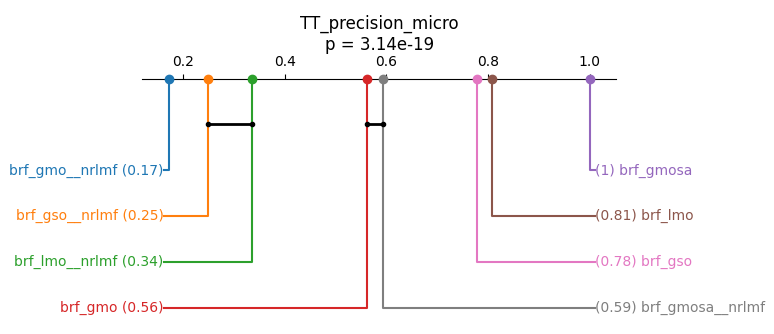 TT_precision_micro
p = 3.14e-19
0.2 0.4 0.6 0.8 1.0
brf_gmo__nrlmf (0.17) (1) brf_gmosa
brf_gso__nrlmf (0.25) (0.81) brf_lmo
brf_lmo__nrlmf (0.34) (0.78) brf_gso
brf_gmo (0.56) (0.59) brf_gmosa__nrlmf